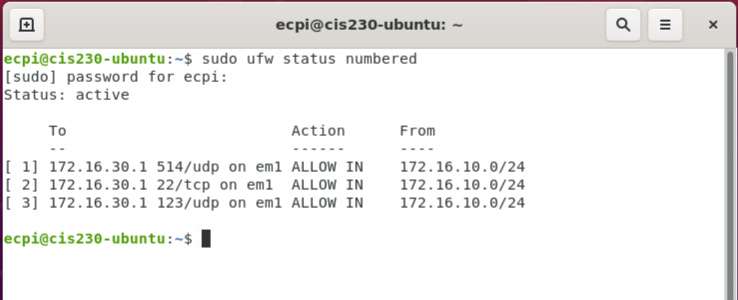 ecpi@cis230-ubuntu: ~
ecpi@cis230-ubuntu:~$ sudo ufw status numbered
[sudo] password for ecpi:
Status: active
     To                         Action      From
     --                         ------      ----
[ 1] 172.16.30.1 514/udp on em1 ALLOW IN    172.16.10.0/24
[ 2] 172.16.30.1 22/tcp on em1  ALLOW IN    172.16.10.0/24
[ 3] 172.16.30.1 123/udp on em1 ALLOW IN    172.16.10.0/24
ecpi@cis230-ubuntu:~$